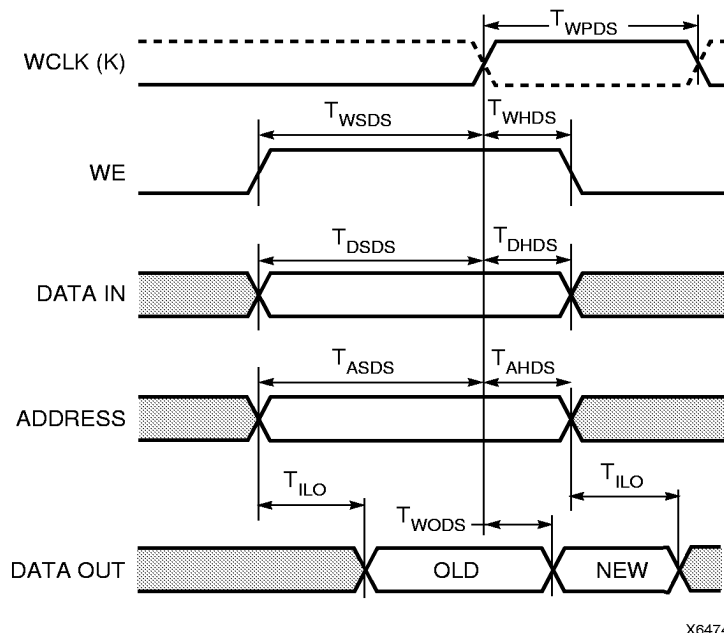 T_WPDS
WCLK (K)
T_WSDS
T_WHDS
WE
T_DSDS
T_DHDS
DATA IN
T_ASDS
T_AHDS
ADDRESS
T_ILO
T_ILO
T_WODS
DATA OUT
OLD
NEW
X6474